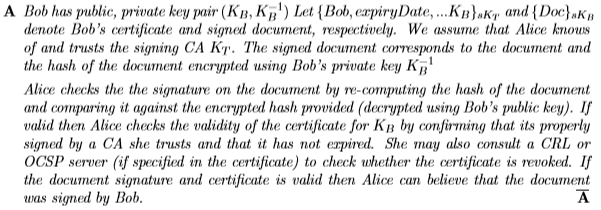 A Bob has public, private key pair (K_B, K_B^{-1}) Let {Bob, expiryDate, ...K_B}_{sK_T} and {Doc}_{sK_B}
denote Bob's certificate and signed document, respectively. We assume that Alice knows
of and trusts the signing CA K_T. The signed document corresponds to the document and
the hash of the document encrypted using Bob's private key K_B^{-1}
Alice checks the the signature on the document by re-computing the hash of the document
and comparing it against the encrypted hash provided (decrypted using Bob's public key). If
valid then Alice checks the validity of the certificate for K_B by confirming that its properly
signed by a CA she trusts and that it has not expired. She may also consult a CRL or
OCSP server (if specified in the certificate) to check whether the certificate is revoked. If
the document signature and certificate is valid then Alice can believe that the document
was signed by Bob. A